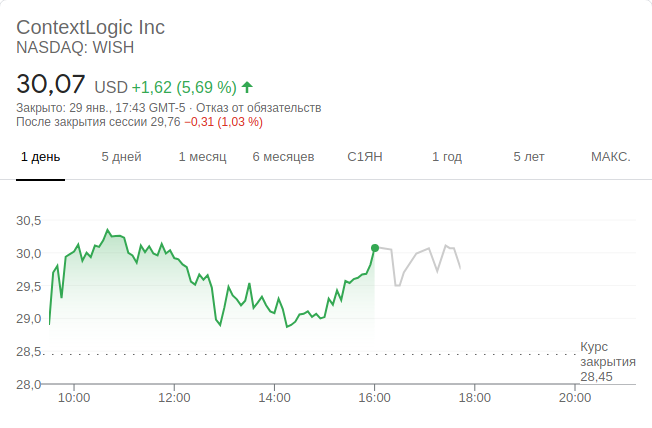 ContextLogic Inc
NASDAQ: WISH
30,07 USD +1,62 (5,69 %)
Закрыто: 29 янв., 17:43 GMT-5 · Отказ от обязательств
После закрытия сессии 29,76 −0,31 (1,03 %)
1 день 5 дней 1 месяц 6 месяцев С1ЯН 1 год 5 лет МАКС.
30,5
30,0
29,5
29,0
28,5
28,0
Курс
закрытия
28,45
10:00 12:00 14:00 16:00 18:00 20:00